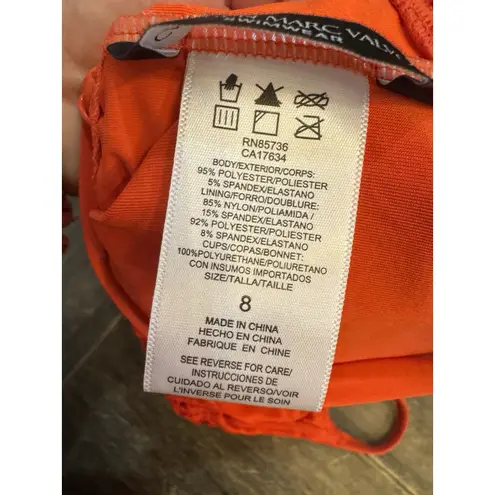 MARC VALVO
SWIMWEAR
RN85736
CA17634
BODY/EXTERIOR/CORPS:
95% POLYESTER/POLIESTER
5% SPANDEX/ELASTANO
LINING/FORRO/DOUBLURE:
85% NYLON/POLIAMIDA /
15% SPANDEX/ELASTANO
92% POLYESTER/POLIESTER
8% SPANDEX/ELASTANO
CUPS/COPAS/BONNET:
100%POLYURETHANE/POLIURETANO
CON INSUMOS IMPORTADOS
SIZE/TALLA/TAILLE
8
MADE IN CHINA
HECHO EN CHINA
FABRIQUE EN CHINE
SEE REVERSE FOR CARE/
INSTRUCCIONES DE
CUIDADO AL REVERSO/VOIR
L'INVERSE POUR LE SOIN